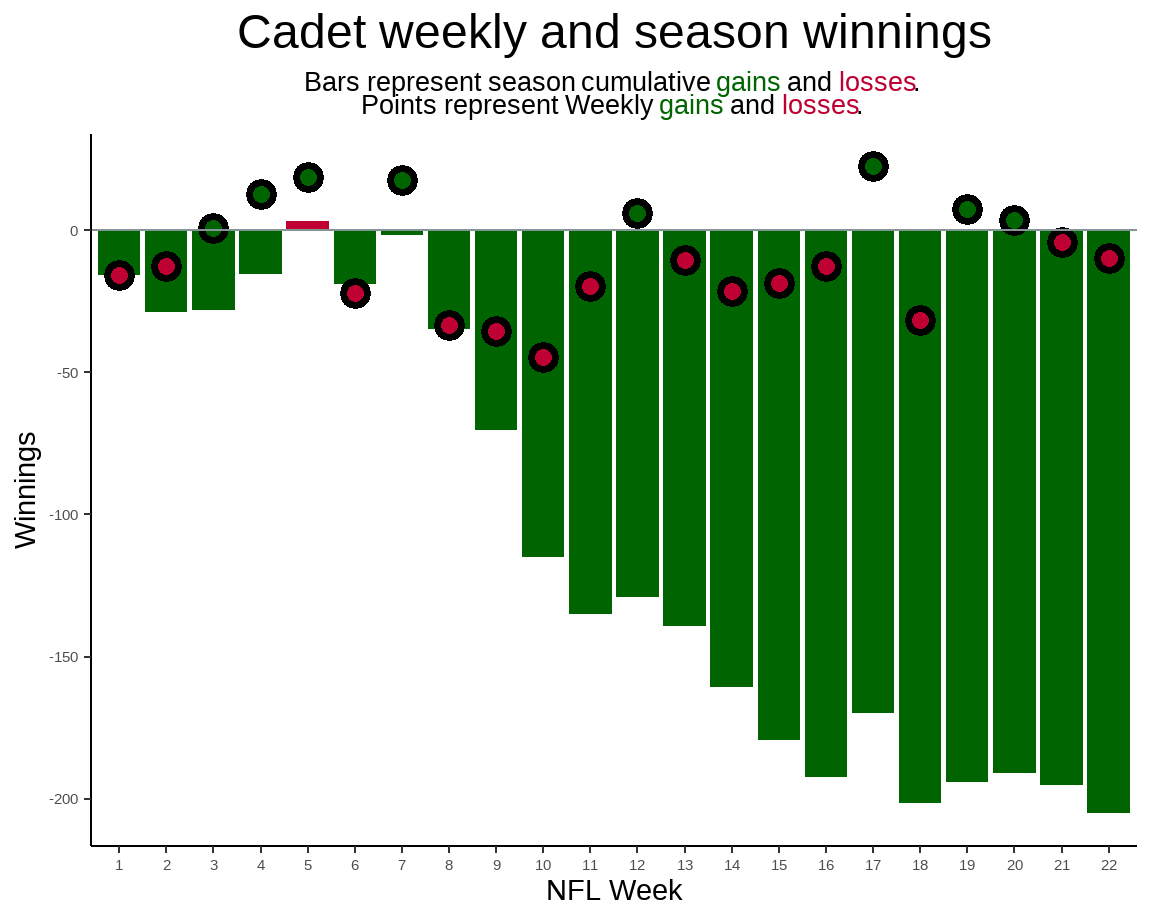 Cadet weekly and season winnings
Bars represent season cumulative gains and losses.
Points represent Weekly gains and losses.
Winnings
0
-50
-100
-150
-200
1 2 3 4 5 6 7 8 9 10 11 12 13 14 15 16 17 18 19 20 21 22
NFL Week